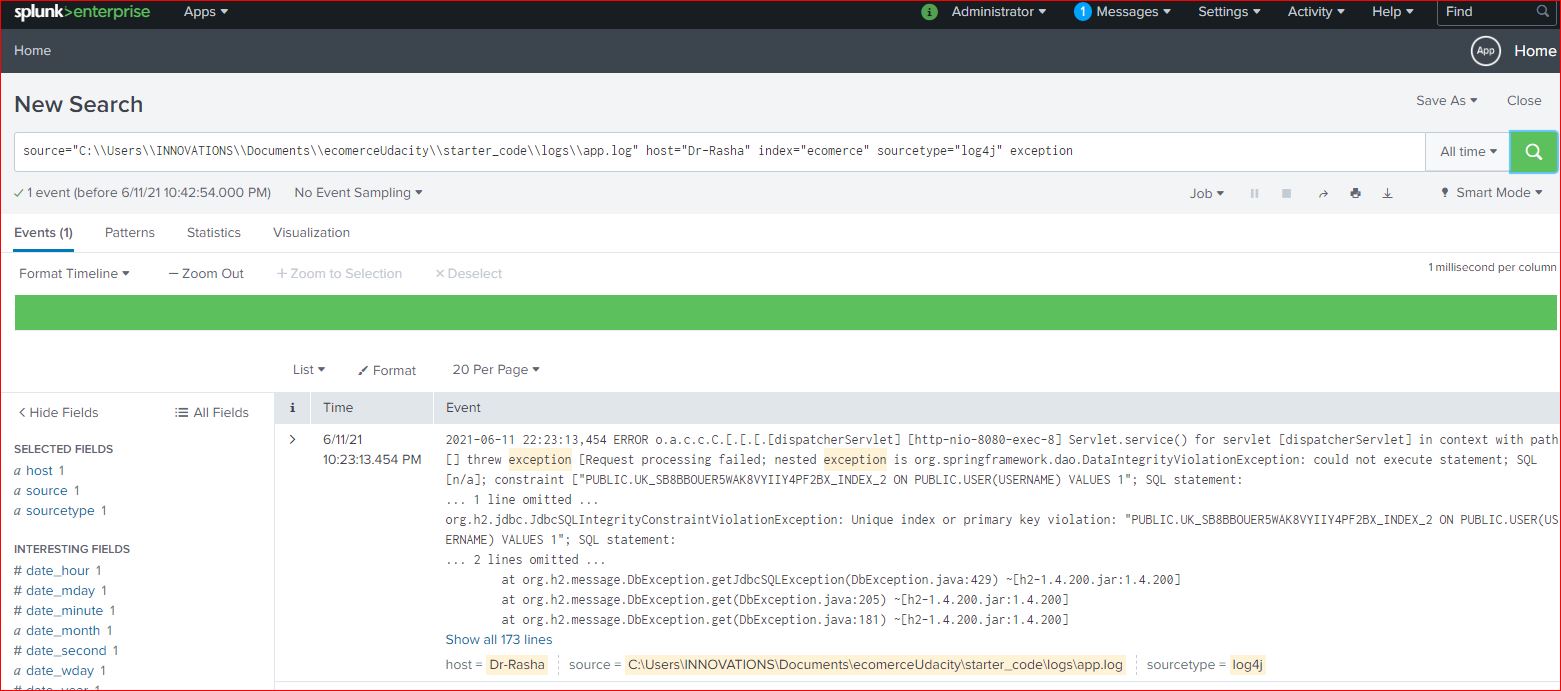 splunk>enterprise Apps Administrator 1 Messages Settings Activity Help Find
Home App Home
New Search Save As Close
source="C:\\Users\\INNOVATIONS\\Documents\\ecomerceUdacity\\starter_code\\logs\\app.log" host="Dr-Rasha" index="ecomerce" sourcetype="log4j" exception All time
1 event (before 6/11/21 10:42:54.000 PM) No Event Sampling Job Smart Mode
Events (1) Patterns Statistics Visualization
Format Timeline — Zoom Out + Zoom to Selection × Deselect 1 millisecond per column
List Format 20 Per Page
< Hide Fields All Fields i Time Event
SELECTED FIELDS
a host 1
a source 1
a sourcetype 1
INTERESTING FIELDS
# date_hour 1
# date_mday 1
# date_minute 1
a date_month 1
# date_second 1
a date_wday 1
# date_year 1
> 6/11/21
10:23:13.454 PM
2021-06-11 22:23:13,454 ERROR o.a.c.c.C.[.[.[.[dispatcherServlet] [http-nio-8080-exec-8] Servlet.service() for servlet [dispatcherServlet] in context with path
[] threw exception [Request processing failed; nested exception is org.springframework.dao.DataIntegrityViolationException: could not execute statement; SQL
[n/a]; constraint ["PUBLIC.UK_SB8BBOUER5WAK8VYIIY4PF2BX_INDEX_2 ON PUBLIC.USER(USERNAME) VALUES 1"; SQL statement:
... 1 line omitted ...
org.h2.jdbc.JdbcSQLIntegrityConstraintViolationException: Unique index or primary key violation: "PUBLIC.UK_SB8BBOUER5WAK8VYIIY4PF2BX_INDEX_2 ON PUBLIC.USER(US
ERNAME) VALUES 1"; SQL statement:
... 2 lines omitted ...
at org.h2.message.DbException.getJdbcSQLException(DbException.java:429) ~[h2-1.4.200.jar:1.4.200]
at org.h2.message.DbException.get(DbException.java:205) ~[h2-1.4.200.jar:1.4.200]
at org.h2.message.DbException.get(DbException.java:181) ~[h2-1.4.200.jar:1.4.200]
Show all 173 lines
host = Dr-Rasha source = C:\Users\INNOVATIONS\Documents\ecomerceUdacity\starter_code\logs\app.log sourcetype = log4j